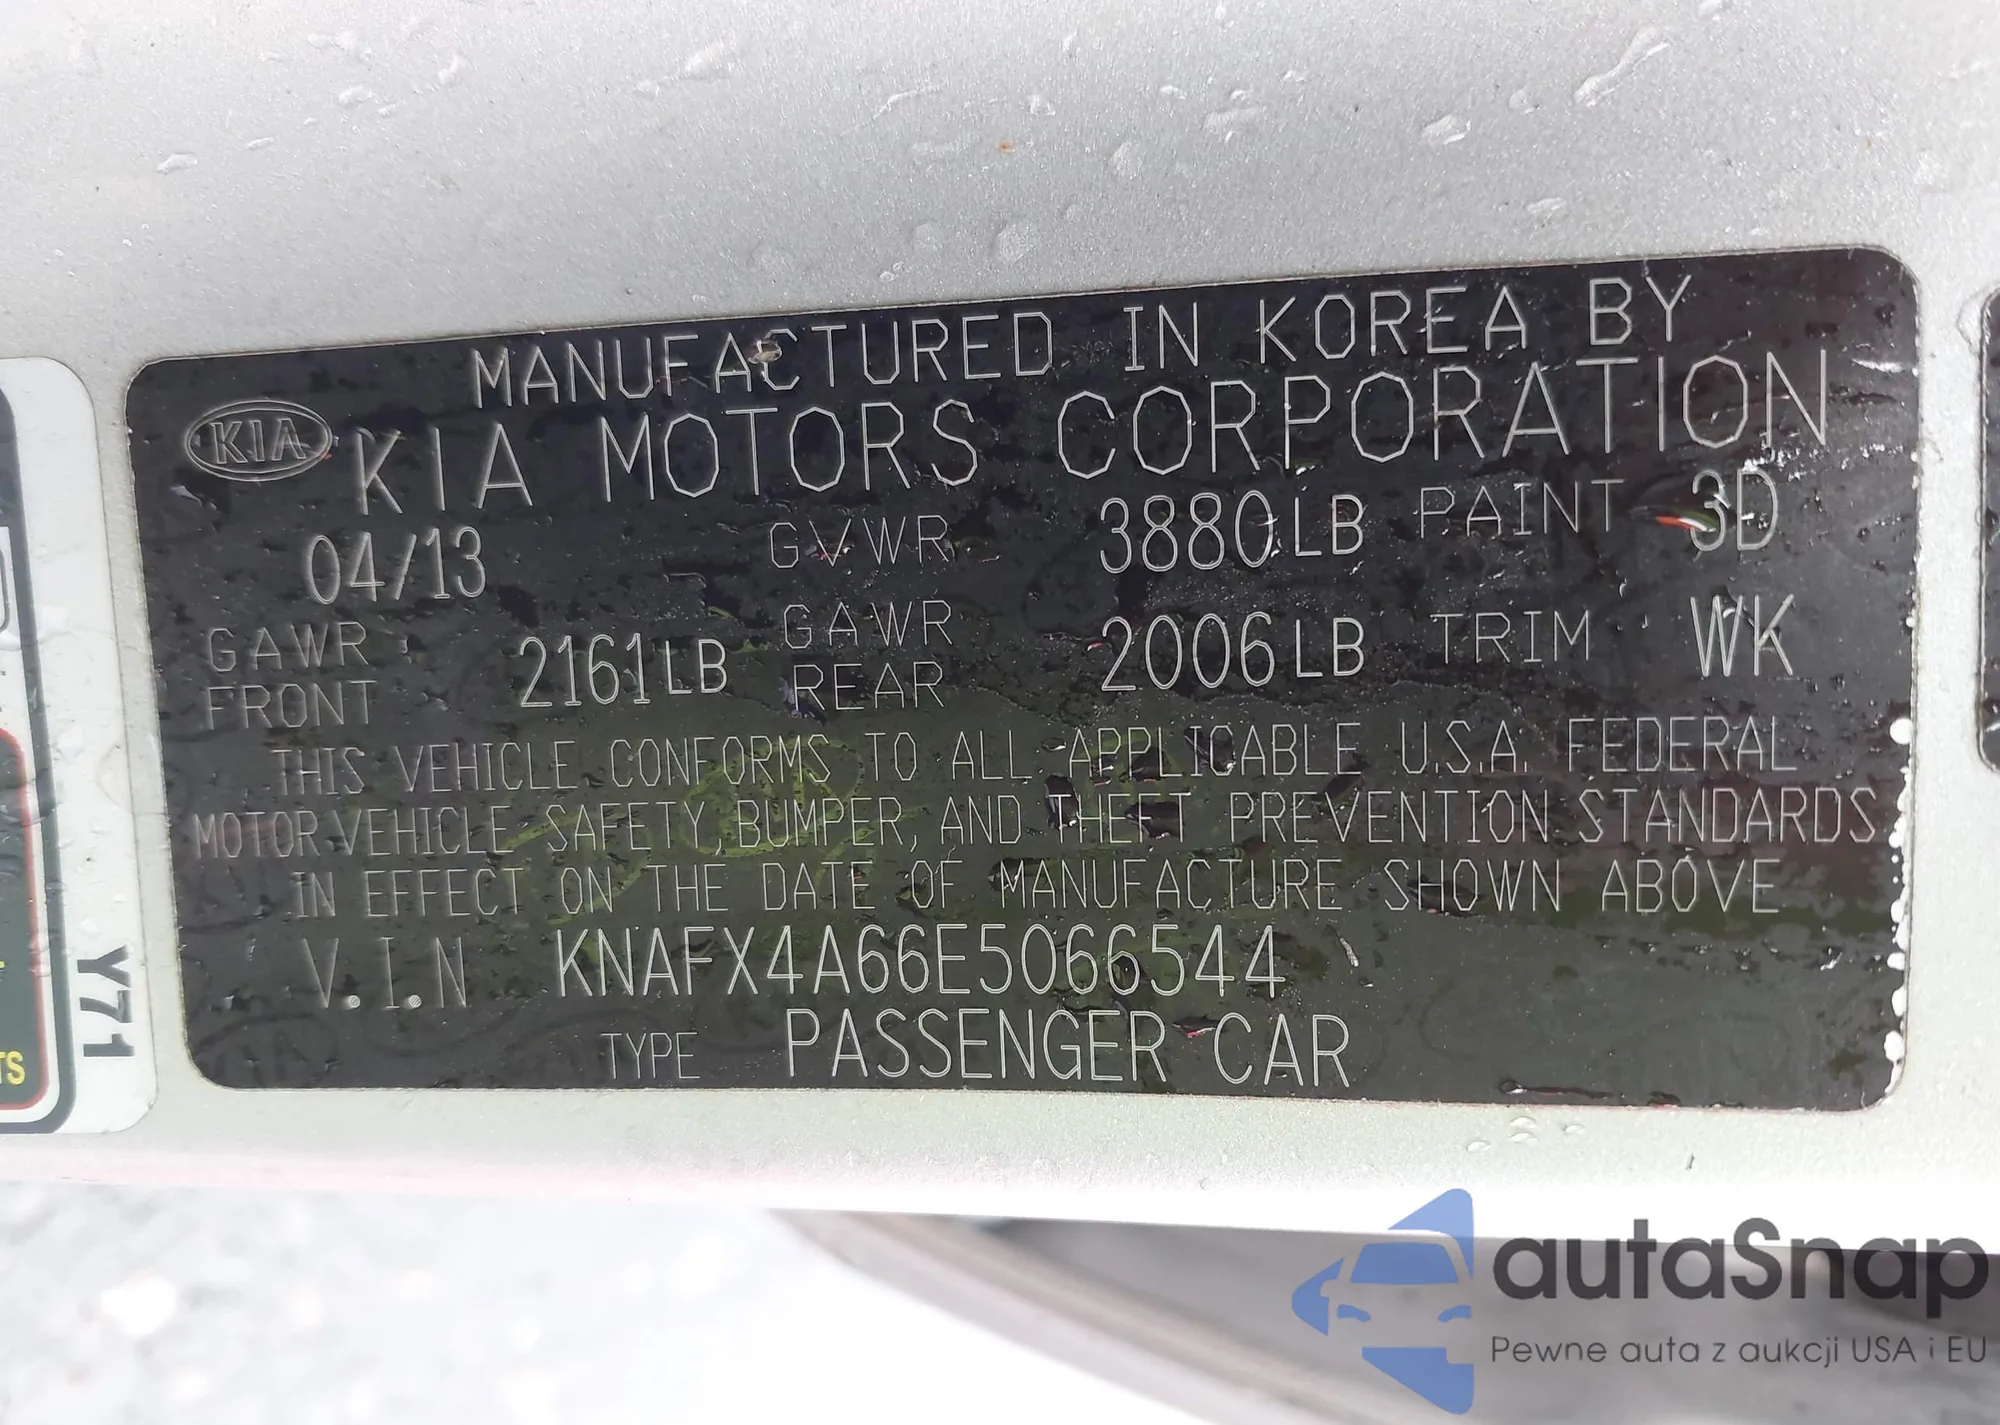 MANUFACTURED IN KOREA BY
KIA KIA MOTORS CORPORATION
04/13 GVWR 3880LB PAINT 3D
GAWR FRONT 2161LB GAWR REAR 2006LB TRIM WK
THIS VEHICLE CONFORMS TO ALL APPLICABLE U.S.A. FEDERAL
MOTOR VEHICLE SAFETY, BUMPER, AND THEFT PREVENTION STANDARDS
IN EFFECT ON THE DATE OF MANUFACTURE SHOWN ABOVE
V.I.N KNAFX4A66E5066544
TYPE PASSENGER CAR
Y71
TS
autoSnap
Pewne auta z aukcji USA i EU